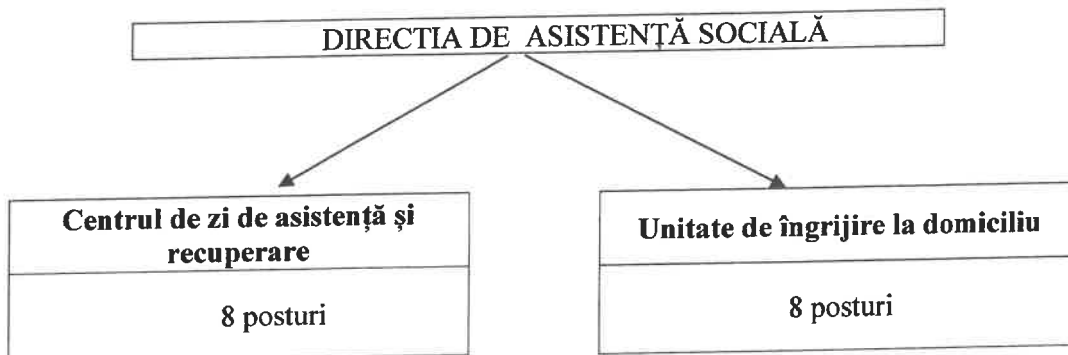 DIRECTIA DE ASISTENȚĂ SOCIALĂ
Centrul de zi de asistență și
recuperare
8 posturi
Unitate de îngrijire la domiciliu
8 posturi